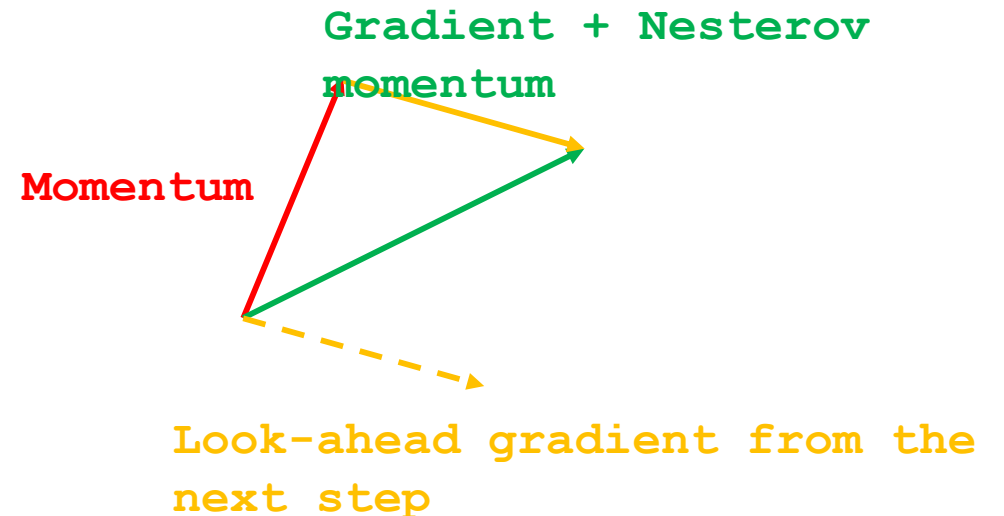 Gradient + Nesterov
momentum
Momentum
Look-ahead gradient from the
next step